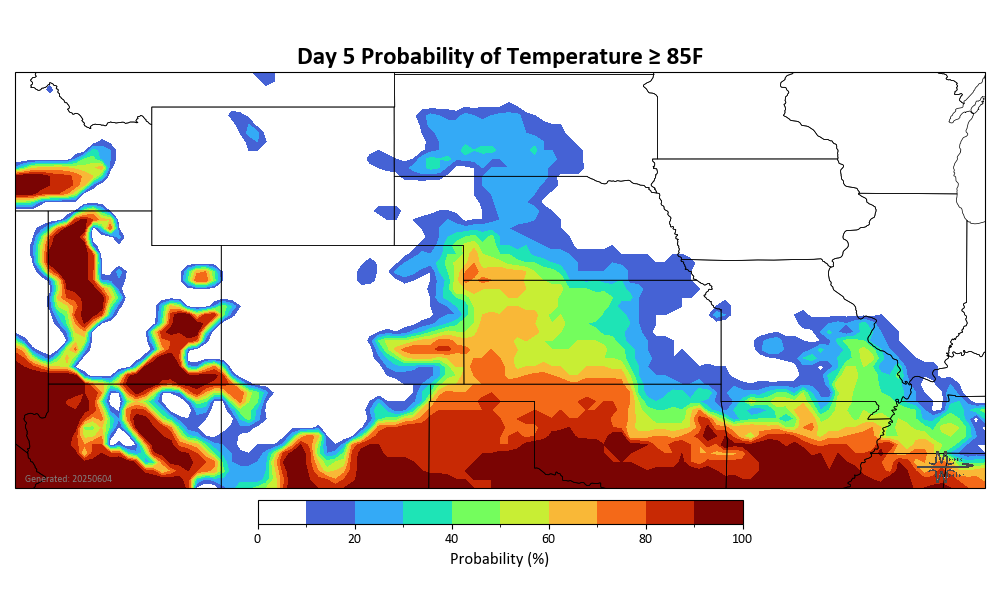 Day 5 Probability of Temperature ≥ 85F
Generated: 20250604
0 20 40 60 80 100
Probability (%)